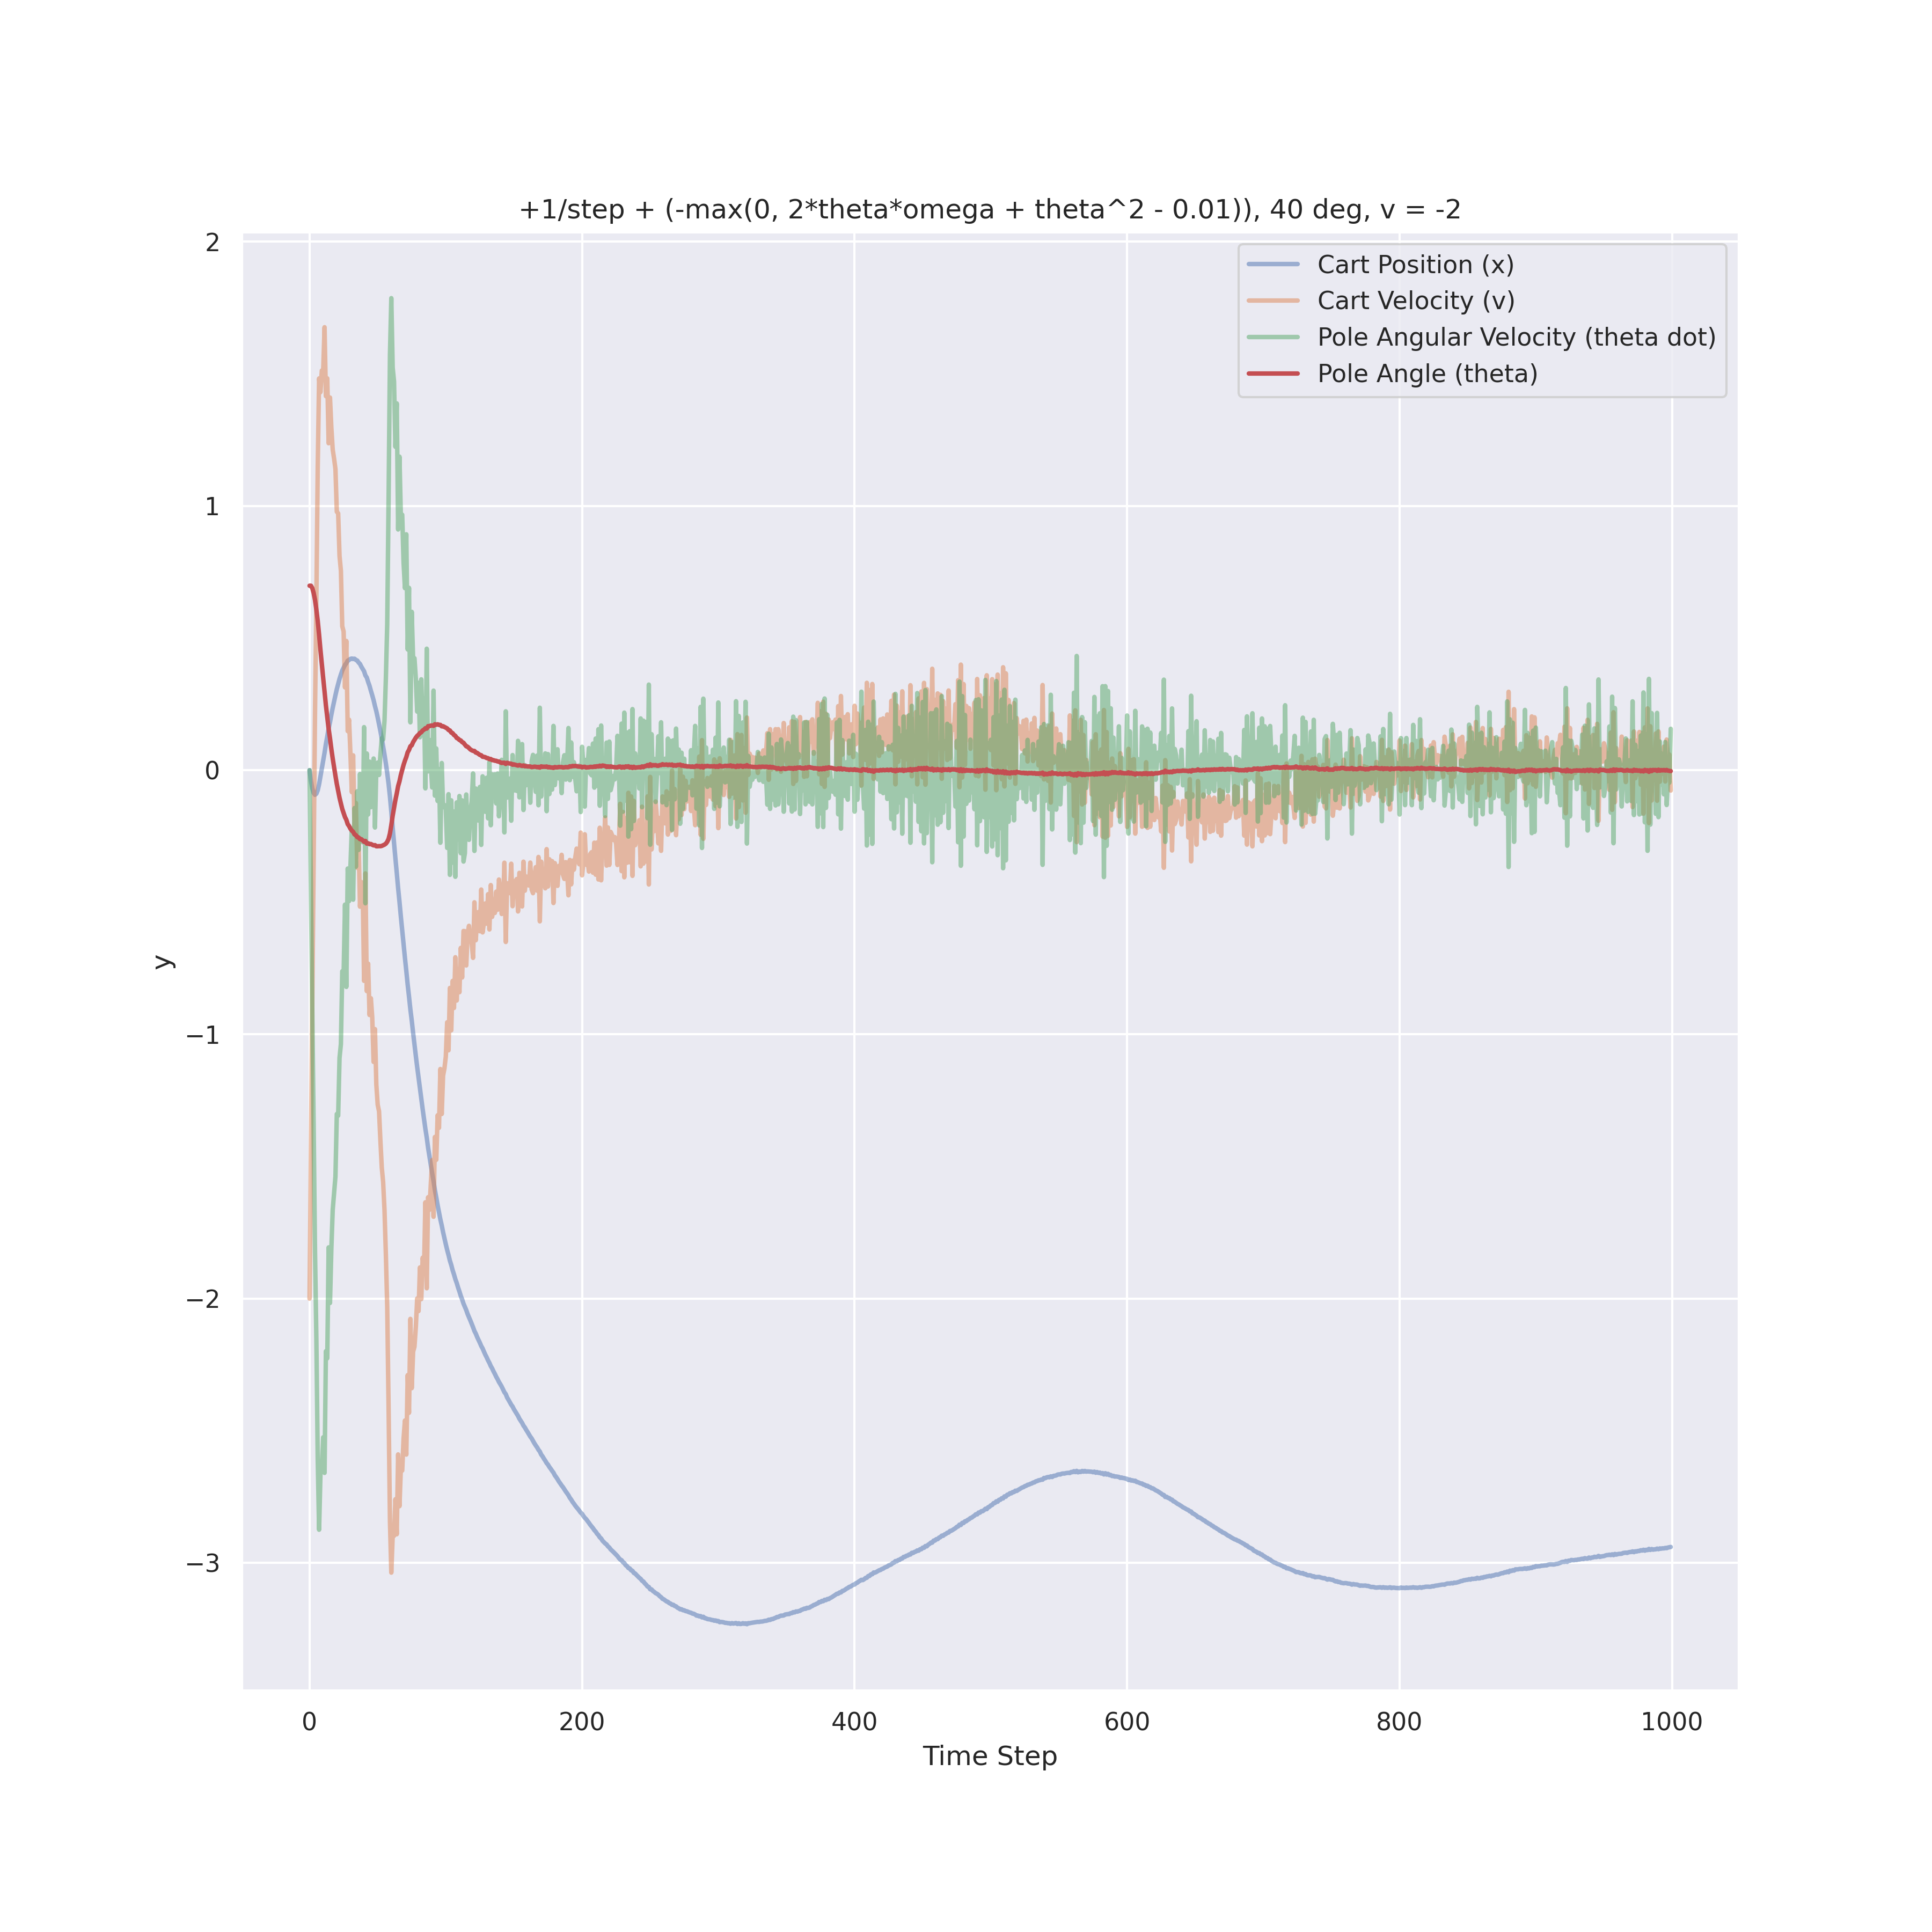 +1/step + (-max(0, 2*theta*omega + theta^2 - 0.01)), 40 deg, v = -2
Cart Position (x)
Cart Velocity (v)
Pole Angular Velocity (theta dot)
Pole Angle (theta)
2
1
0
−1
−2
−3
y
0 200 400 600 800 1000
Time Step